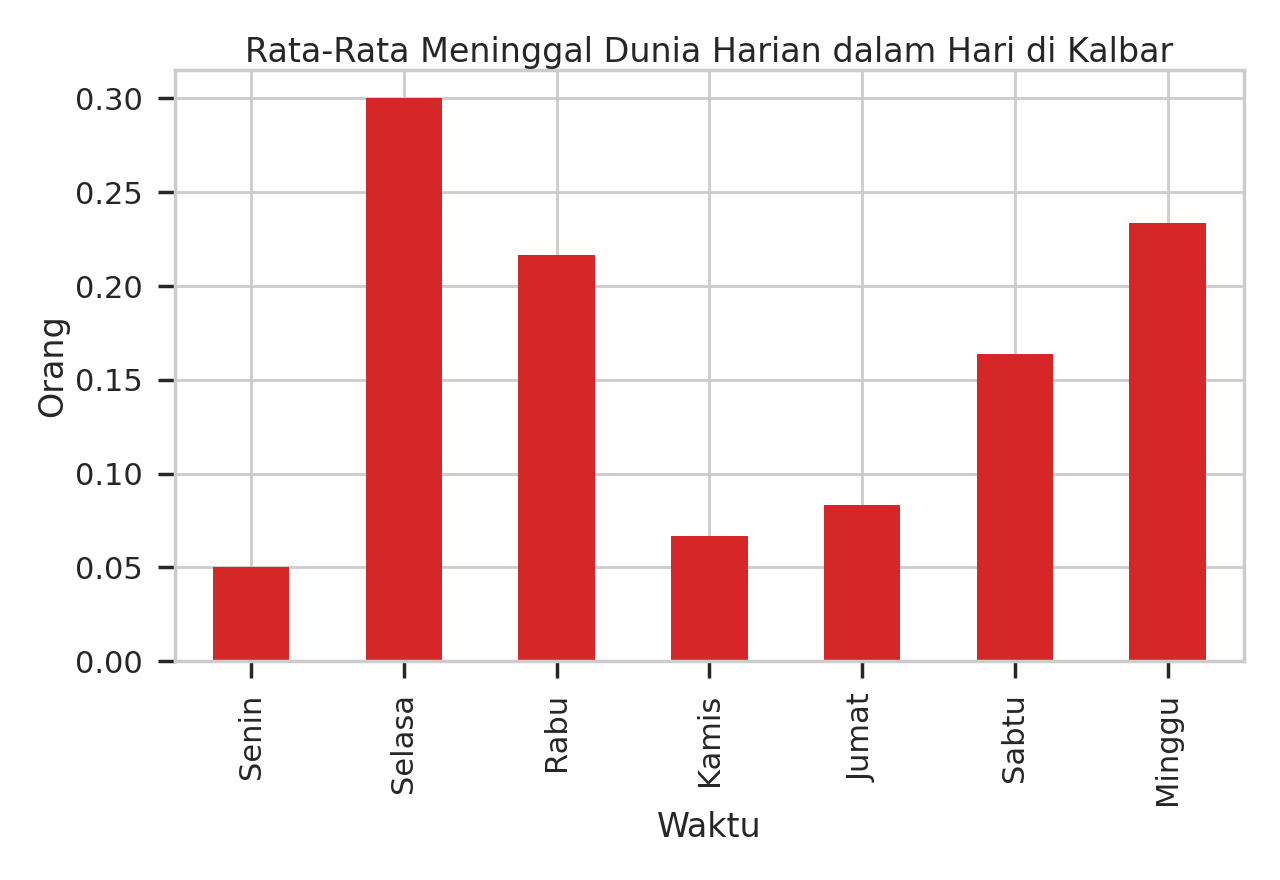 Rata-Rata Meninggal Dunia Harian dalam Hari di Kalbar
0.30
0.25
0.20
0.15
0.10
0.05
0.00
Orang
Senin
Selasa
Rabu
Kamis
Jumat
Sabtu
Minggu
Waktu